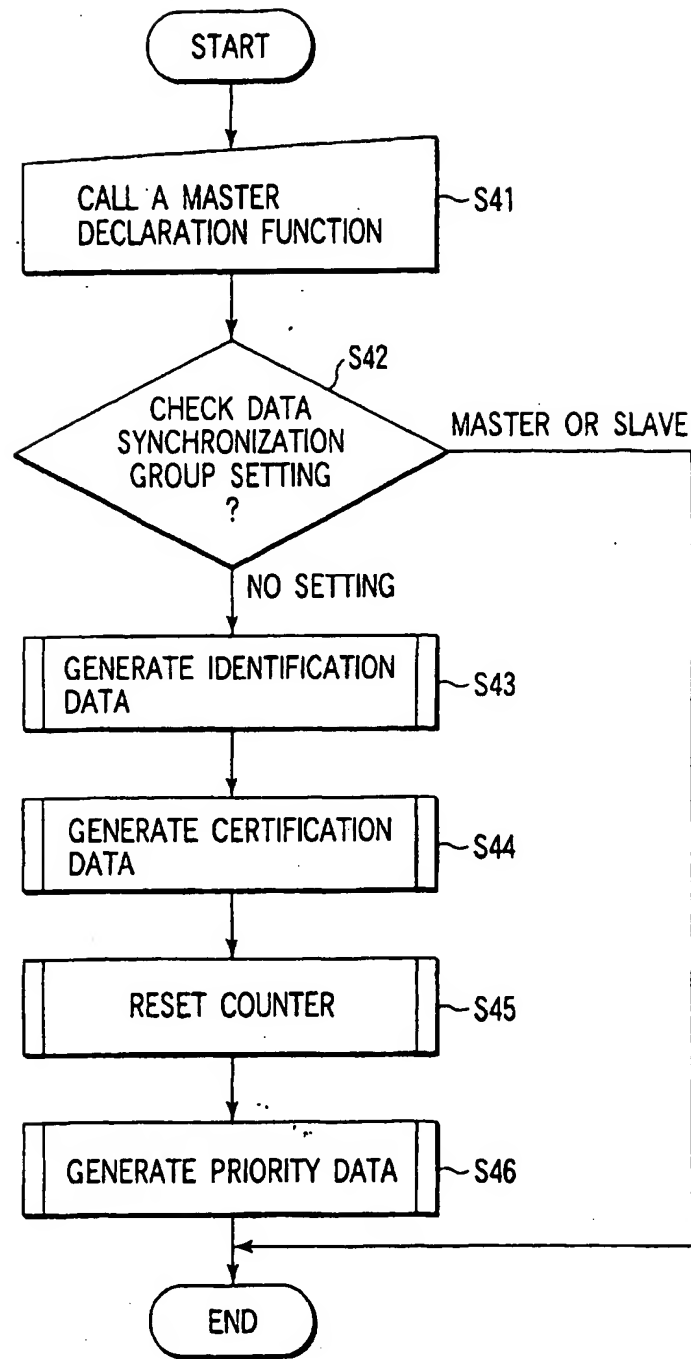 START
CALL A MASTER
DECLARATION FUNCTION
S41
S42
CHECK DATA
SYNCHRONIZATION
GROUP SETTING
?
MASTER OR SLAVE
NO SETTING
GENERATE IDENTIFICATION
DATA
S43
GENERATE CERTIFICATION
DATA
S44
RESET COUNTER
S45
GENERATE PRIORITY DATA
S46
END